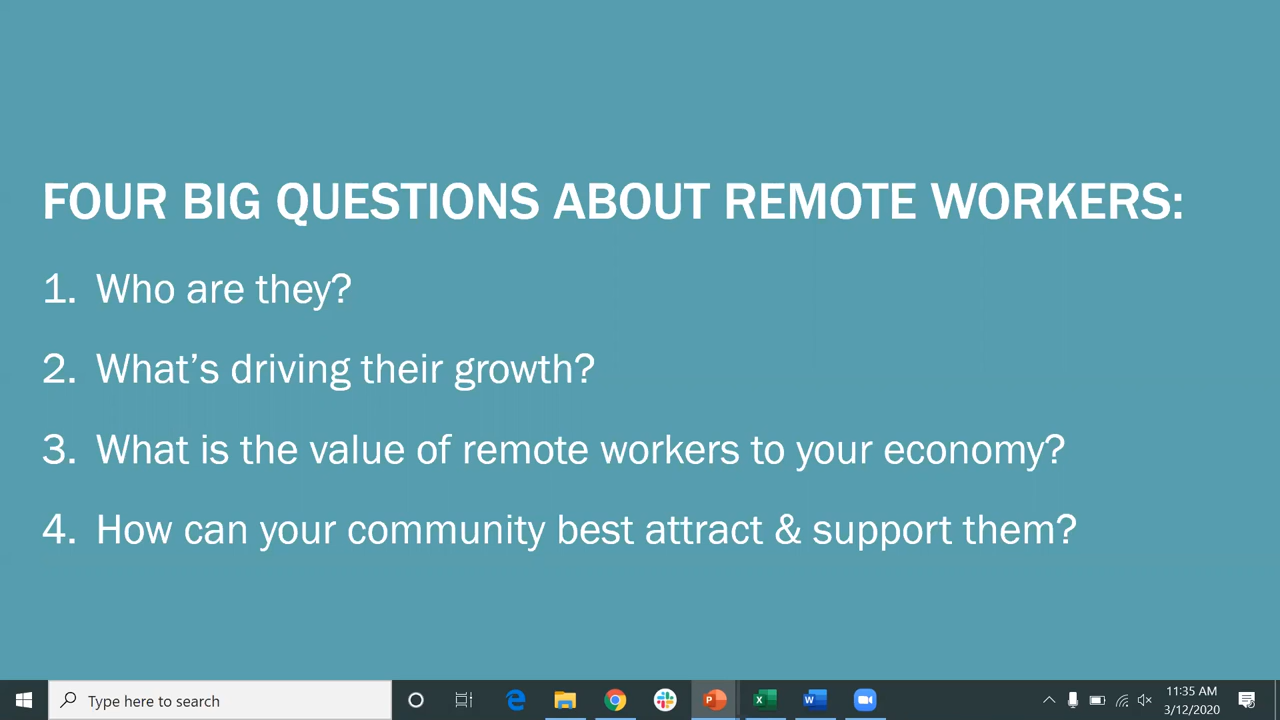 FOUR BIG QUESTIONS ABOUT REMOTE WORKERS:
1. Who are they?
2. What’s driving their growth?
3. What is the value of remote workers to your economy?
4. How can your community best attract & support them?
Type here to search
11:35 AM
3/12/2020